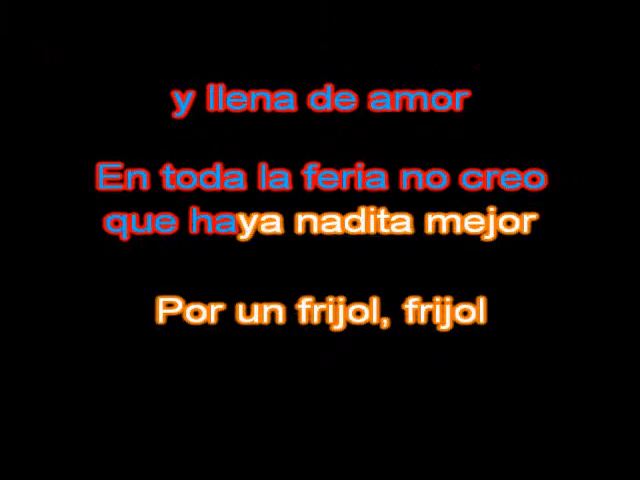 y llena de amor
En toda la feria no creo
que haya nadita mejor
Por un frijol, frijol